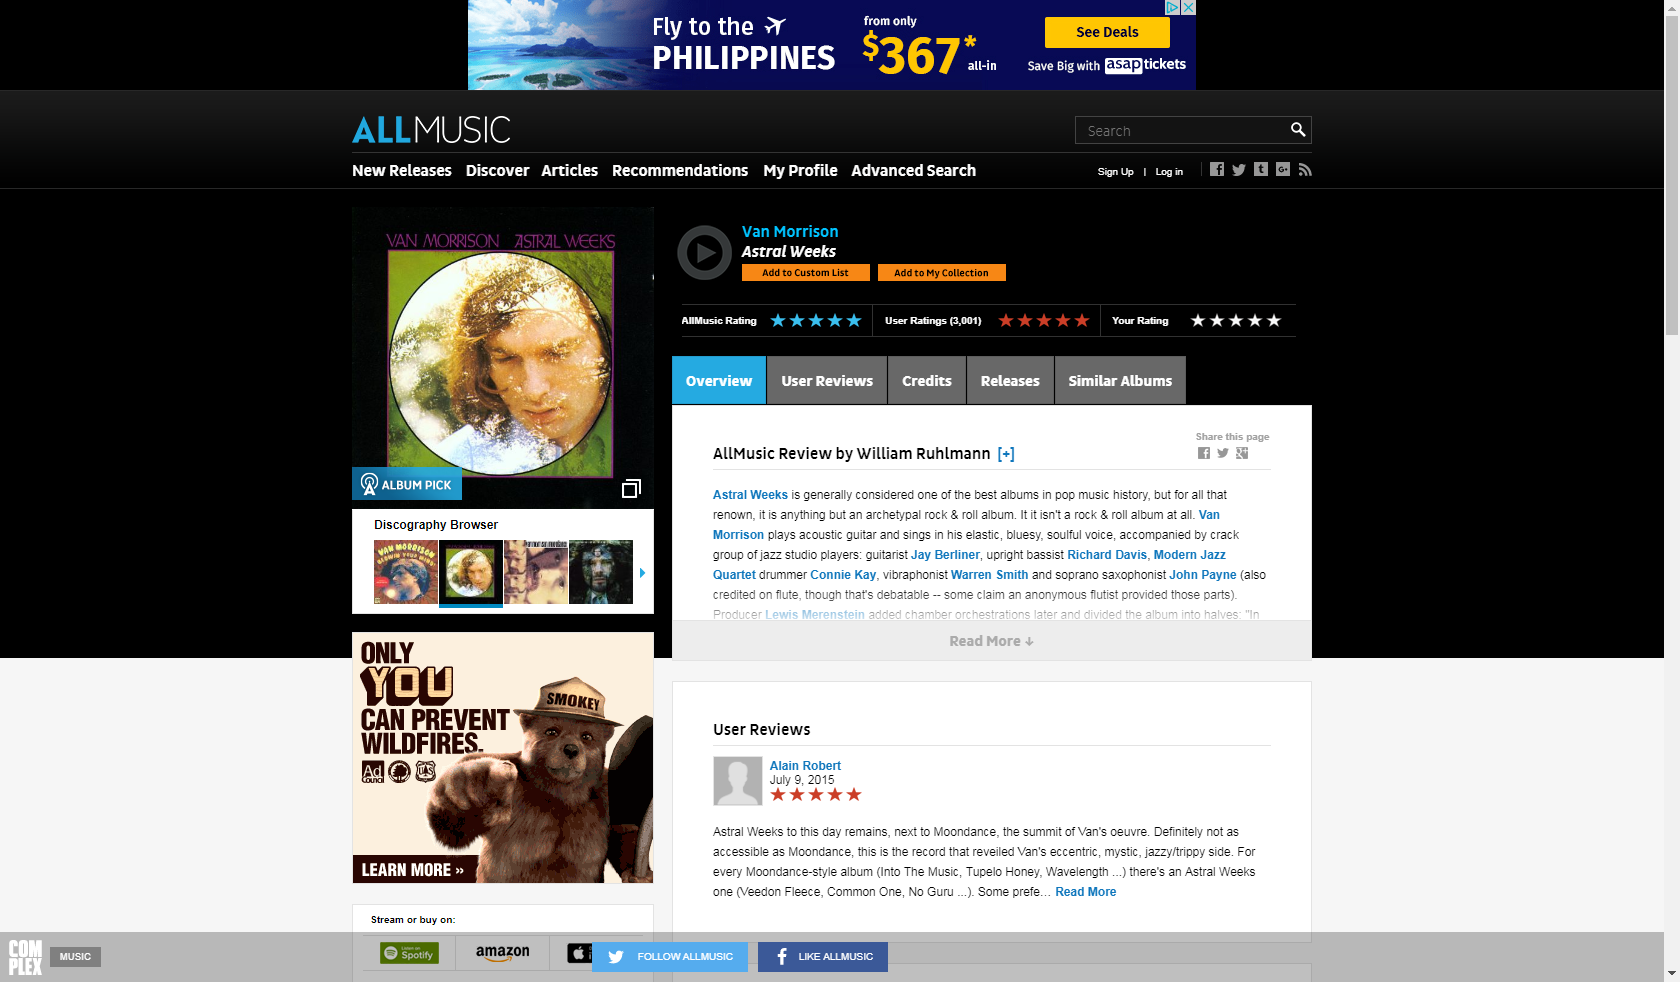 Fly to the
PHILIPPINES
from only
$367*
all-in
See Deals
Save Big with asaptickets
ALLMUSIC
Search
New Releases Discover Articles Recommendations My Profile Advanced Search
Sign Up | Log in
VAN MORRISON ASTRAL WEEKS
ALBUM PICK
Van Morrison
Astral Weeks
Add to Custom List Add to My Collection
AllMusic Rating User Ratings (3,001) Your Rating
Overview User Reviews Credits Releases Similar Albums
Share this page
AllMusic Review by William Ruhlmann [+]
Astral Weeks is generally considered one of the best albums in pop music history, but for all that
renown, it is anything but an archetypal rock & roll album. It it isn't a rock & roll album at all. Van
Morrison plays acoustic guitar and sings in his elastic, bluesy, soulful voice, accompanied by crack
group of jazz studio players: guitarist Jay Berliner, upright bassist Richard Davis, Modern Jazz
Quartet drummer Connie Kay, vibraphonist Warren Smith and soprano saxophonist John Payne (also
credited on flute, though that's debatable -- some claim an anonymous flutist provided those parts).
Producer Lewis Merenstein added chamber orchestrations later and divided the album into halves: "In
Read More ↓
Discography Browser
VAN MORRISON
ONLY
YOU
CAN PREVENT
WILDFIRES.
Ad
Council
SMOKEY
LEARN MORE »
User Reviews
Alain Robert
July 9, 2015
Astral Weeks to this day remains, next to Moondance, the summit of Van's oeuvre. Definitely not as
accessible as Moondance, this is the record that reveiled Van's eccentric, mystic, jazzy/trippy side. For
every Moondance-style album (Into The Music, Tupelo Honey, Wavelength ...) there's an Astral Weeks
one (Veedon Fleece, Common One, No Guru ...). Some prefe... Read More
Stream or buy on:
Listen on
Spotify
amazon
COM
PLEX
MUSIC
FOLLOW ALLMUSIC
LIKE ALLMUSIC